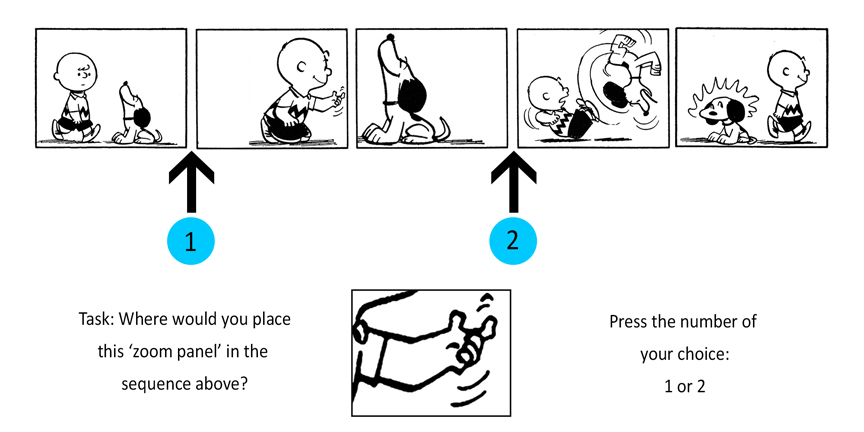 1
2
Task: Where would you place
this ‘zoom panel’ in the
sequence above?
Press the number of
your choice:
1 or 2